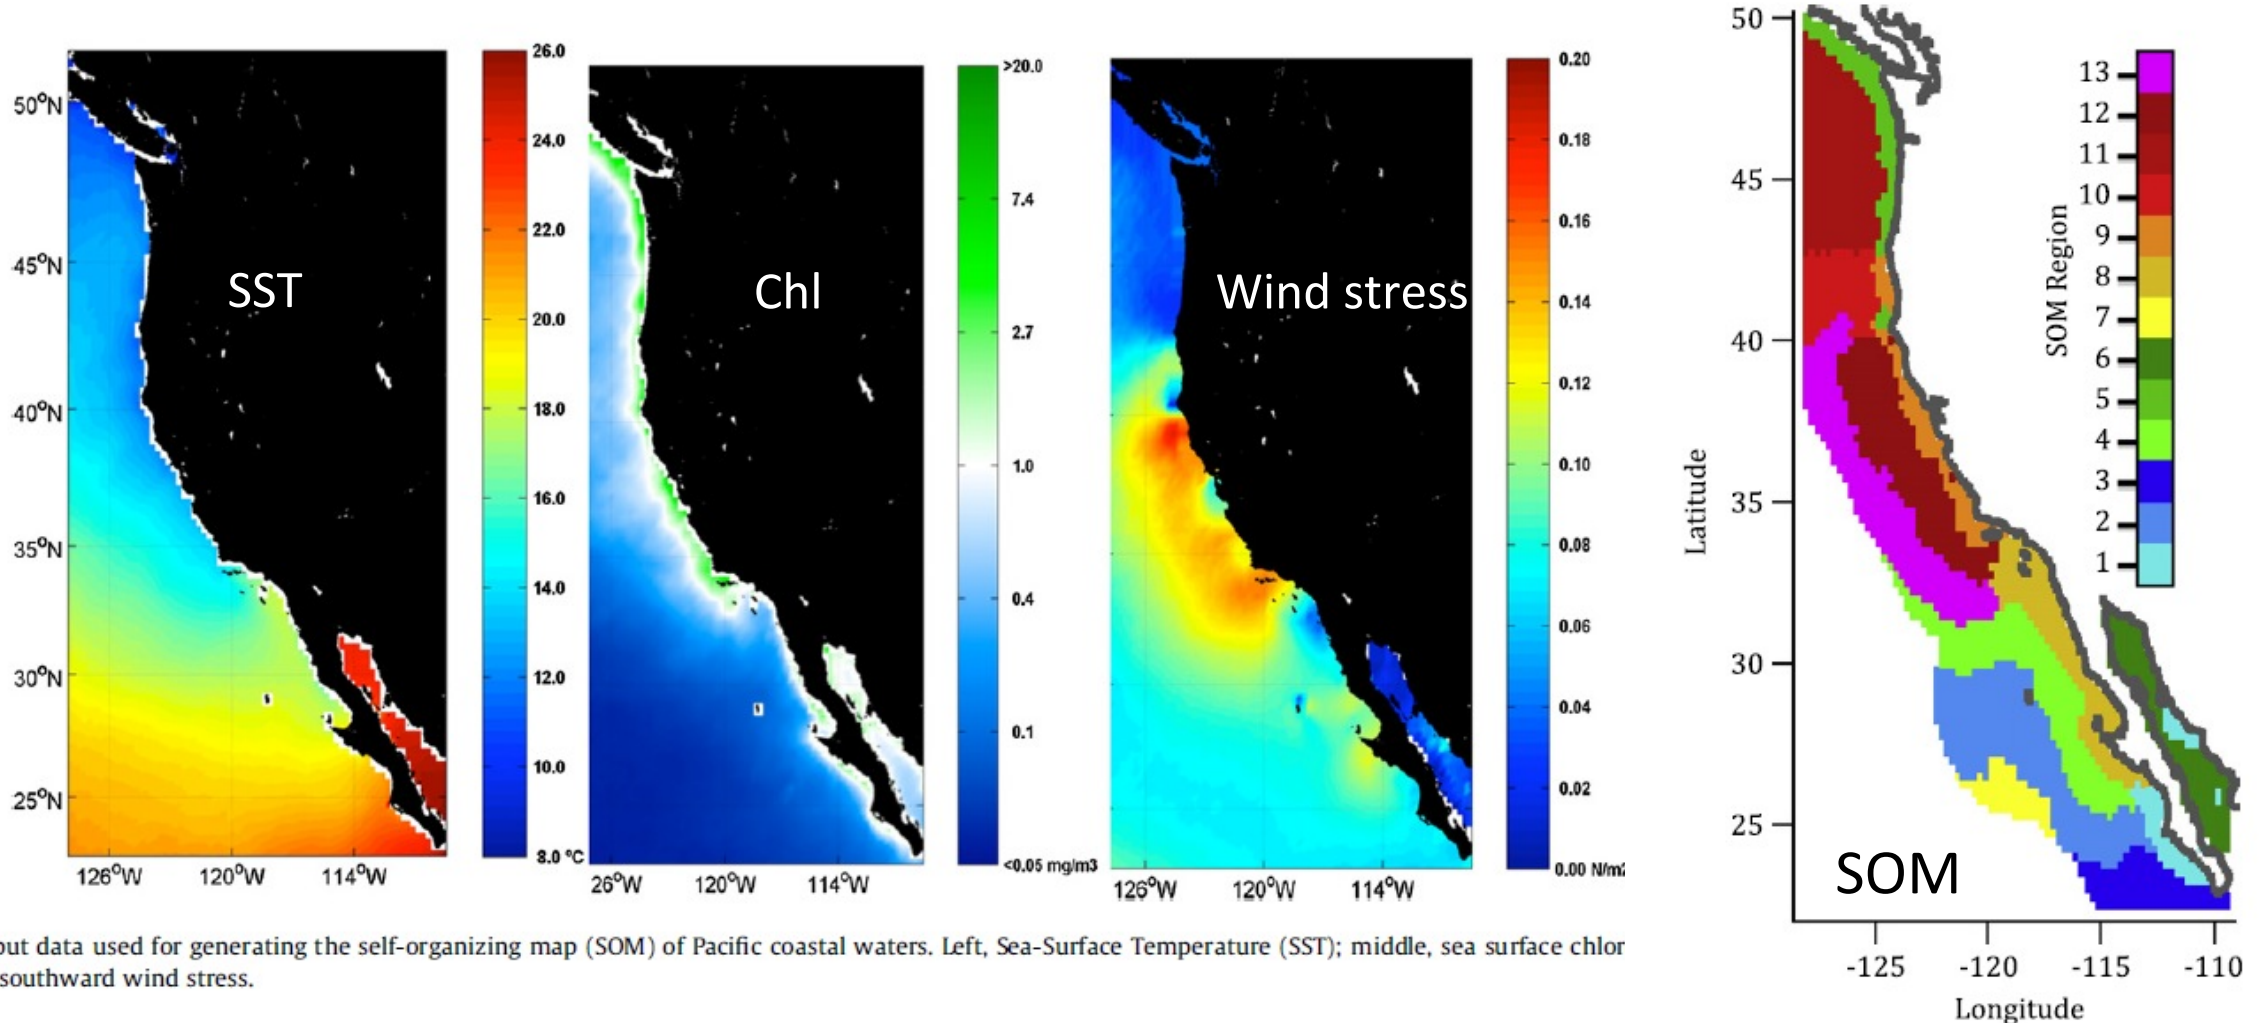 SST
50°N
45°N
40°N
35°N
30°N
25°N
126°W 120°W 114°W
26.0
24.0
22.0
20.0
18.0
16.0
14.0
12.0
10.0
8.0 °C
Chl
26°W 120°W 114°W
>20.0
7.4
2.7
1.0
0.4
0.1
<0.05 mg/m3
Wind stress
126°W 120°W 114°W
0.20
0.18
0.16
0.14
0.12
0.10
0.08
0.06
0.04
0.02
0.00 N/m2
put data used for generating the self-organizing map (SOM) of Pacific coastal waters. Left, Sea-Surface Temperature (SST); middle, sea surface chlor
southward wind stress.
50
45
40
35
30
25
Latitude
SOM Region
13
12
11
10
9
8
7
6
5
4
3
2
1
SOM
-125 -120 -115 -110
Longitude